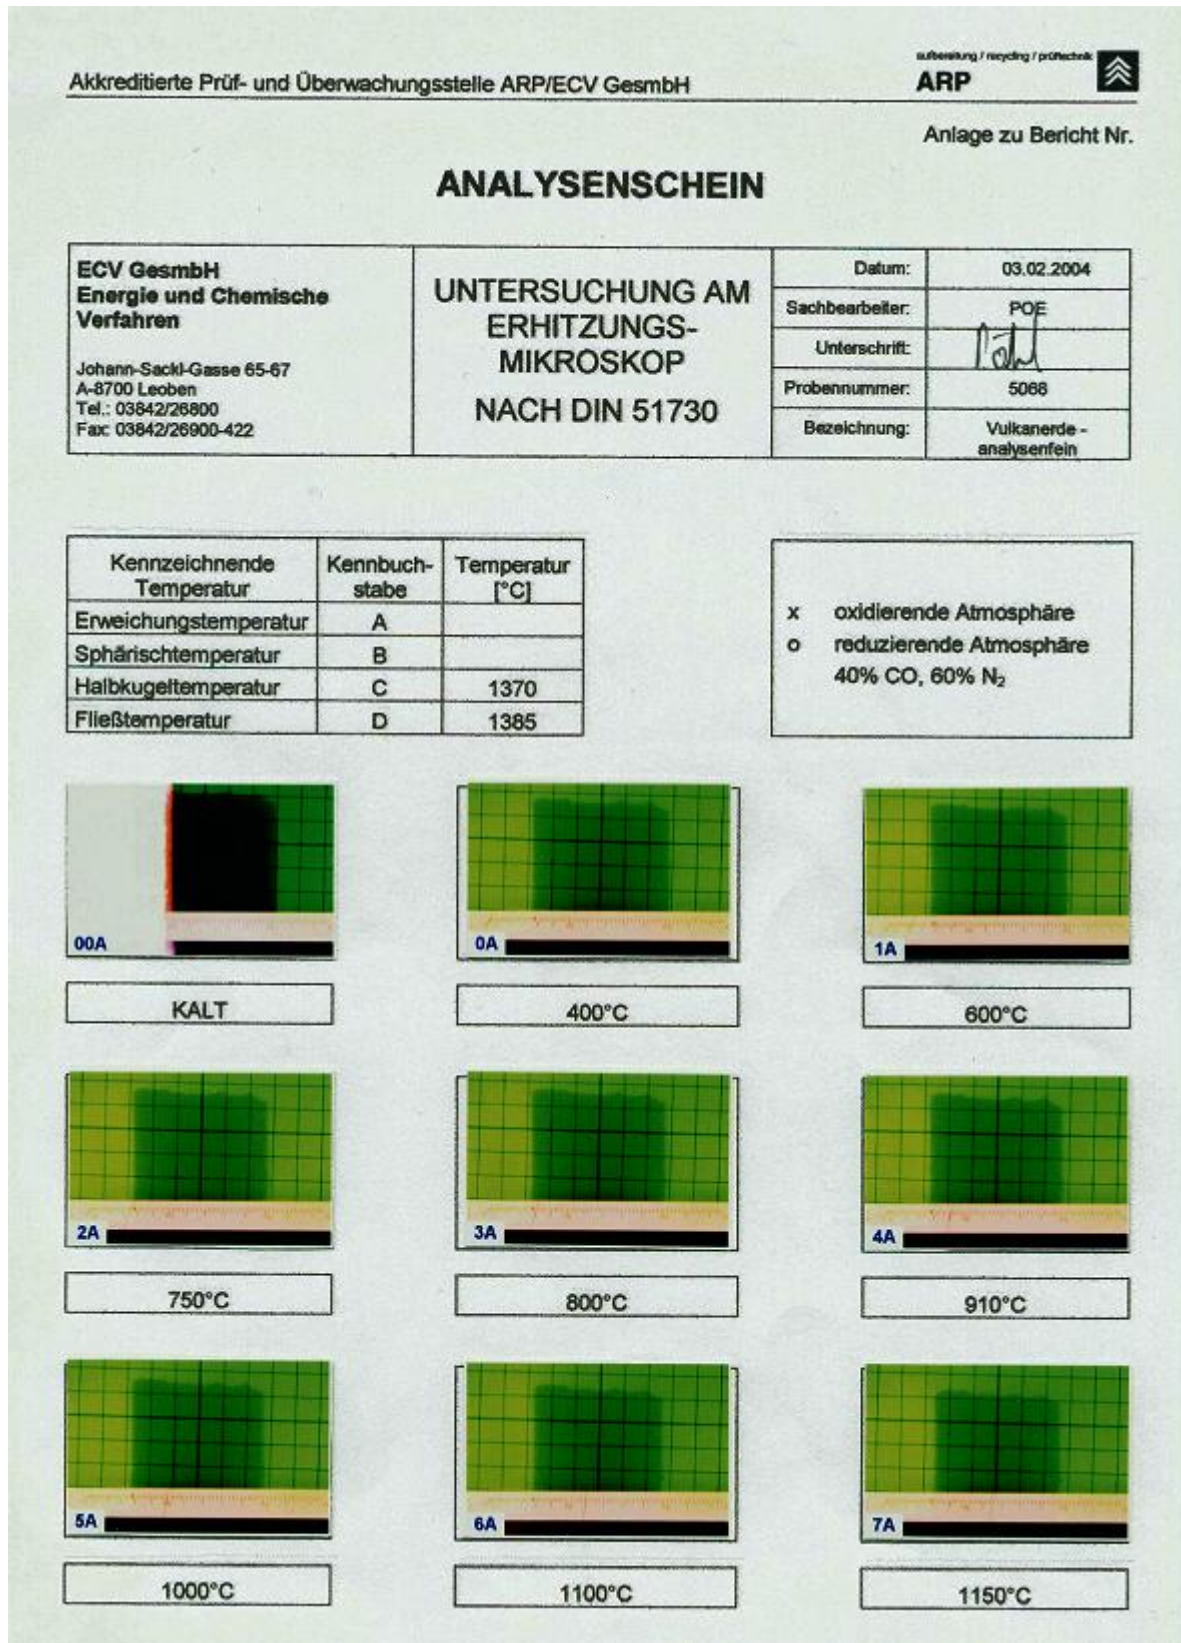 aufbereitung / recycling / prüftechnik
Akkreditierte Prüf- und Überwachungsstelle ARP/ECV GesmbH
ARP
Anlage zu Bericht Nr.
ANALYSENSCHEIN
ECV GesmbH
Energie und Chemische
Verfahren
Johann-Sackl-Gasse 65-67
A-8700 Leoben
Tel.: 03842/26800
Fax: 03842/26900-422
UNTERSUCHUNG AM
ERHITZUNGS-
MIKROSKOP
NACH DIN 51730
Datum: 03.02.2004
Sachbearbeiter: POE
Unterschrift:
Probennummer: 5068
Bezeichnung: Vulkanerde -
analysenfein
Kennzeichnende
Temperatur
Kennbuch-
stabe
Temperatur
[°C]
Erweichungstemperatur A
Sphärischtemperatur B
Halbkugeltemperatur C 1370
Fließtemperatur D 1385
x oxidierende Atmosphäre
o reduzierende Atmosphäre
40% CO, 60% N₂
00A
0A
1A
KALT
400°C
600°C
2A
3A
4A
750°C
800°C
910°C
5A
6A
7A
1000°C
1100°C
1150°C